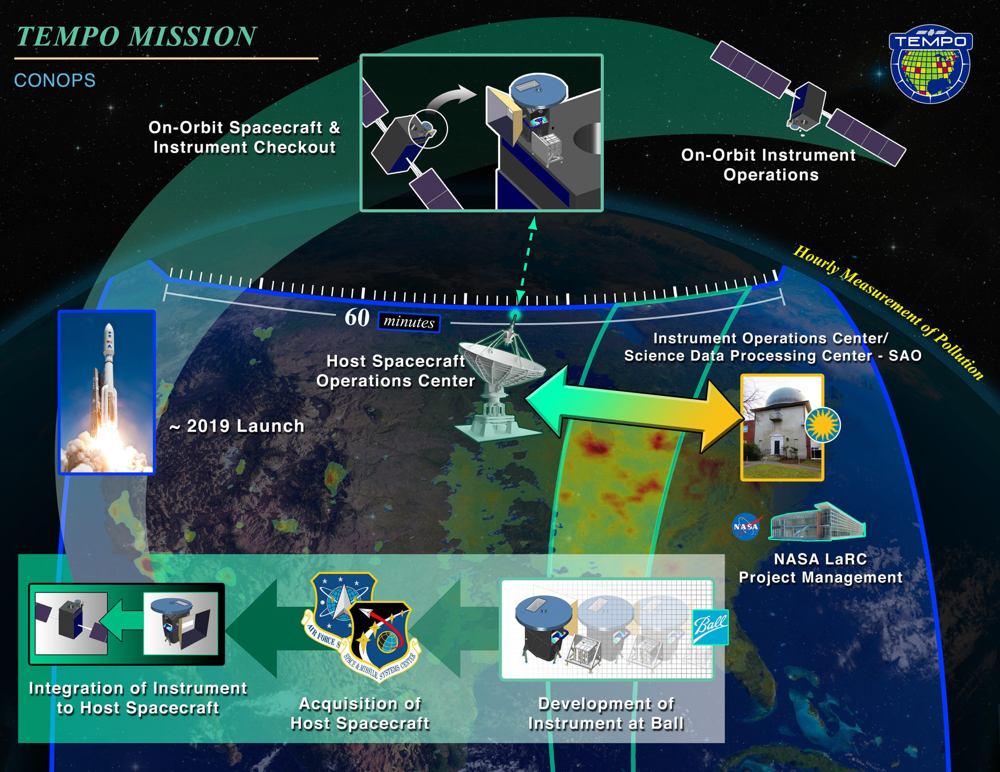 TEMPO MISSION
CONOPS
TEMPO
On-Orbit Spacecraft &
Instrument Checkout
On-Orbit Instrument
Operations
Hourly Measurement of Pollution
60 minutes
Instrument Operations Center/
Science Data Processing Center - SAO
Host Spacecraft
Operations Center
~ 2019 Launch
NASA
NASA LaRC
Project Management
AIR FORCE S
SPACE & MISSILE SYSTEMS CENTER
Ball
Integration of Instrument
to Host Spacecraft
Acquisition of
Host Spacecraft
Development of
Instrument at Ball